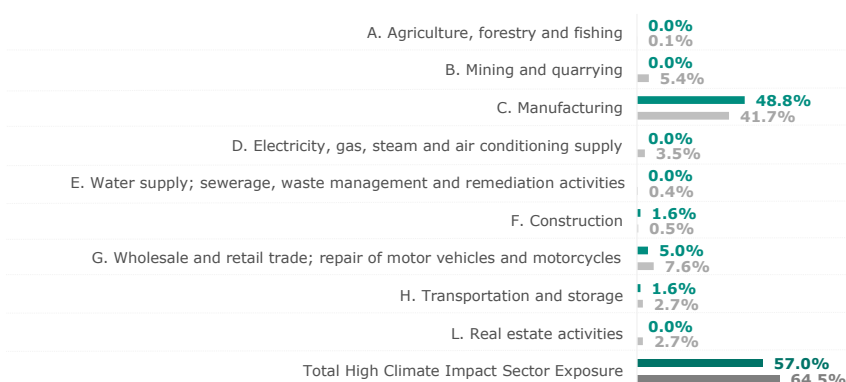 A. Agriculture, forestry and fishing
0.0%
0.1%
B. Mining and quarrying
0.0%
5.4%
C. Manufacturing
48.8%
41.7%
D. Electricity, gas, steam and air conditioning supply
0.0%
3.5%
E. Water supply; sewerage, waste management and remediation activities
0.0%
0.4%
F. Construction
1.6%
0.5%
G. Wholesale and retail trade; repair of motor vehicles and motorcycles
5.0%
7.6%
H. Transportation and storage
1.6%
2.7%
L. Real estate activities
0.0%
2.7%
Total High Climate Impact Sector Exposure
57.0%
64.5%